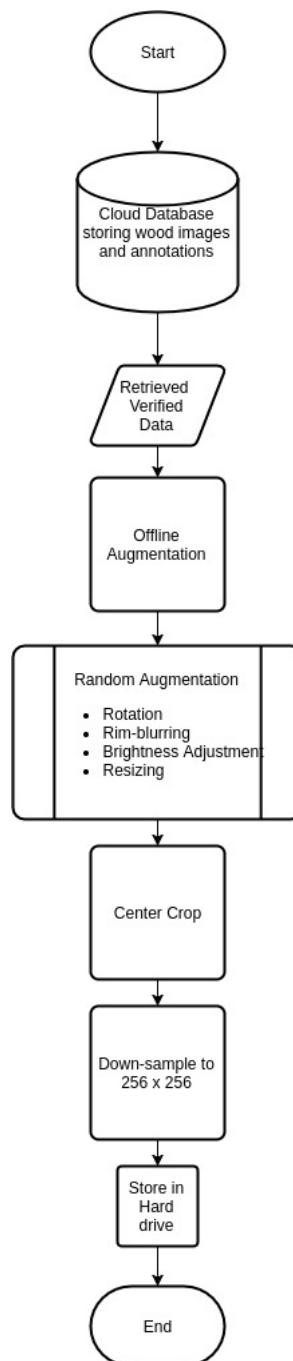 Start
Cloud Database
storing wood images
and annotations
Retrieved
Verified
Data
Offline
Augmentation
Random Augmentation
• Rotation
• Rim-blurring
• Brightness Adjustment
• Resizing
Center Crop
Down-sample to
256 x 256
Store in
Hard
drive
End